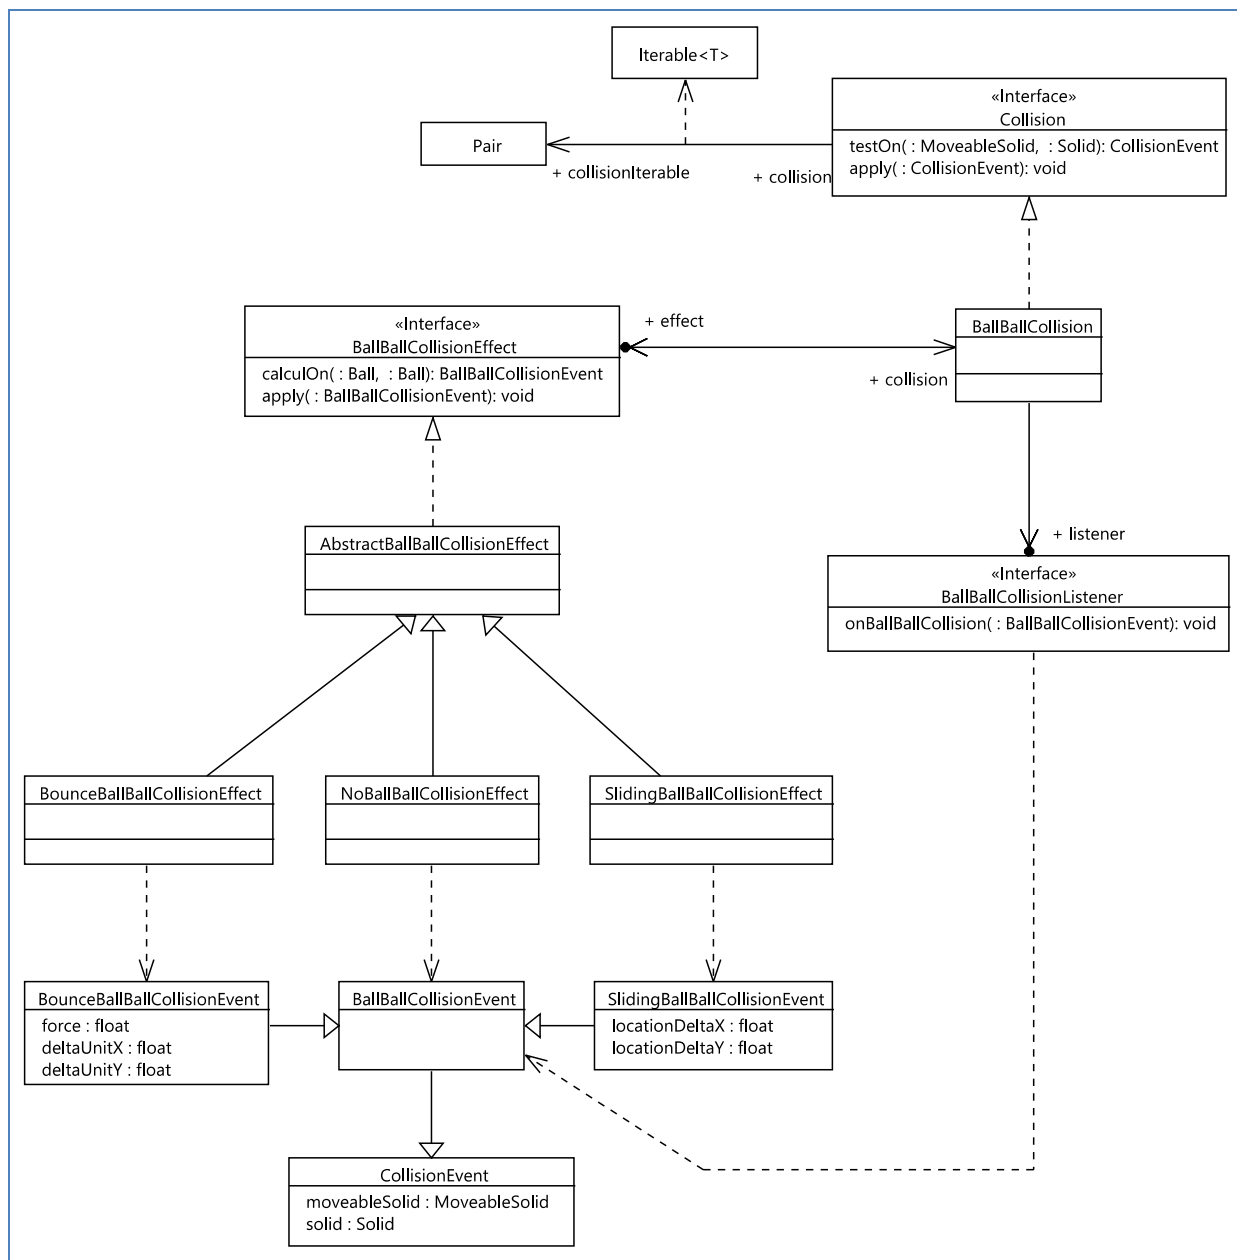 Iterable<T>
«Interface»
Collision
testOn( : MoveableSolid,  : Solid): CollisionEvent
apply( : CollisionEvent): void
Pair
+ collisionIterable
+ collision
«Interface»
BallBallCollisionEffect
calculOn( : Ball,  : Ball): BallBallCollisionEvent
apply( : BallBallCollisionEvent): void
+ effect
BallBallCollision
+ collision
AbstractBallBallCollisionEffect
+ listener
«Interface»
BallBallCollisionListener
onBallBallCollision( : BallBallCollisionEvent): void
BounceBallBallCollisionEffect
NoBallBallCollisionEffect
SlidingBallBallCollisionEffect
BounceBallBallCollisionEvent
force : float
deltaUnitX : float
deltaUnitY : float
BallBallCollisionEvent
SlidingBallBallCollisionEvent
locationDeltaX : float
locationDeltaY : float
CollisionEvent
moveableSolid : MoveableSolid
solid : Solid